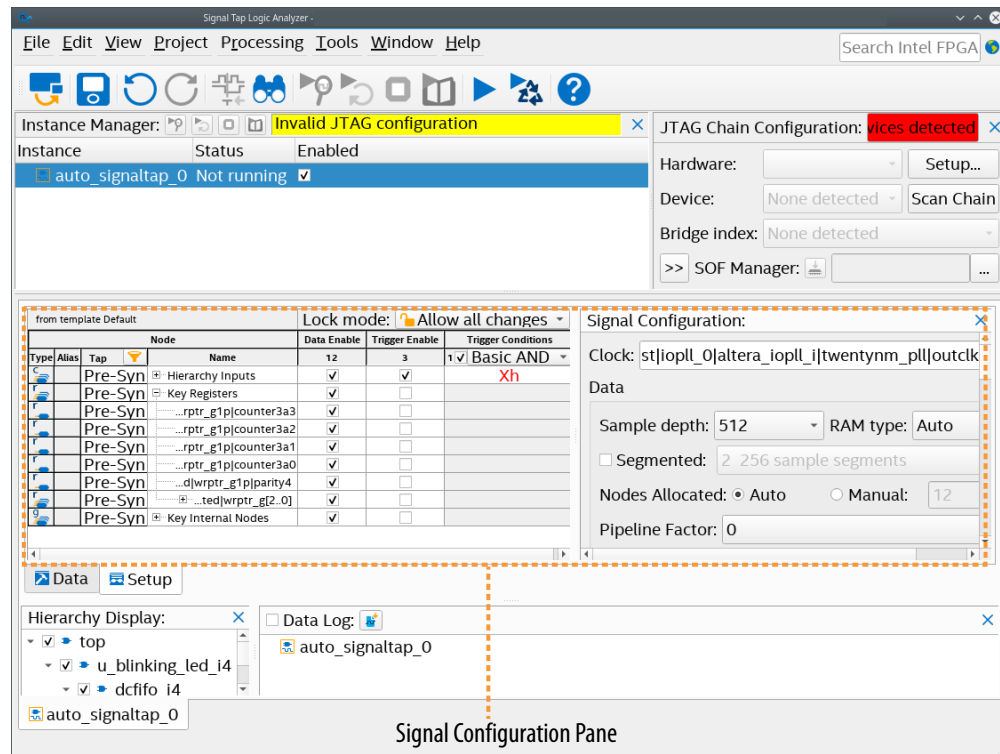 Signal Tap Logic Analyzer -
File Edit View Project Processing Tools Window Help
Search Intel FPGA
Instance Manager: Invalid JTAG configuration
Instance Status Enabled
auto_signaltap_0 Not running
JTAG Chain Configuration: vices detected
Hardware: Setup...
Device: None detected Scan Chain
Bridge index: None detected
>> SOF Manager: ...
from template Default Lock mode: Allow all changes
Node Data Enable Trigger Enable Trigger Conditions
Type Alias Tap Name 12 3 1 Basic AND
Pre-Syn Hierarchy Inputs Xh
Pre-Syn Key Registers
Pre-Syn ...rptr_g1p|counter3a3
Pre-Syn ...rptr_g1p|counter3a2
Pre-Syn ...rptr_g1p|counter3a1
Pre-Syn ...rptr_g1p|counter3a0
Pre-Syn ...d|wrptr_g1p|parity4
Pre-Syn ...ted|wrptr_g[2..0]
Pre-Syn Key Internal Nodes
Signal Configuration:
Clock: st|iopll_0|altera_iopll_i|twentynm_pll|outclk
Data
Sample depth: 512 RAM type: Auto
Segmented: 2 256 sample segments
Nodes Allocated: Auto Manual: 12
Pipeline Factor: 0
Data Setup
Hierarchy Display:
top
u_blinking_led_i4
dcfifo_i4
Data Log:
auto_signaltap_0
auto_signaltap_0
Signal Configuration Pane